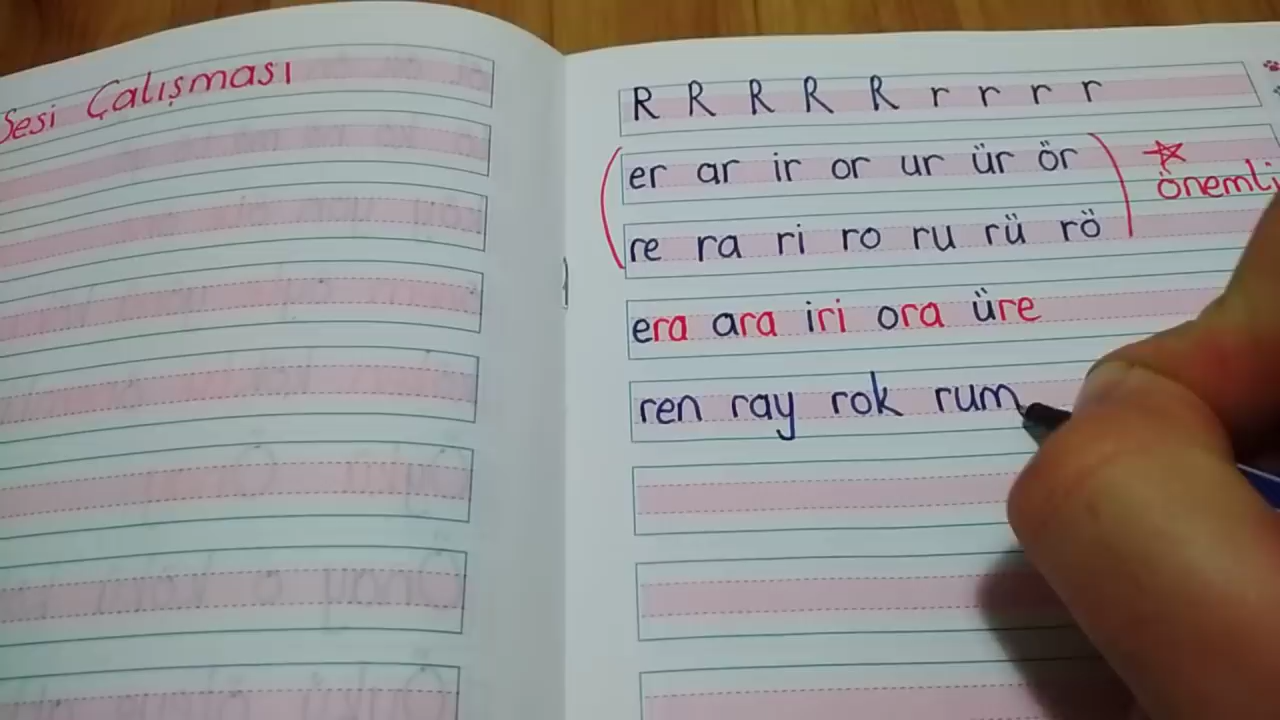 Sesi Çalışması
R R R R R r r r r
er ar ir or ur ür ör
önemli
re ra ri ro ru rü rö
era ara iri ora üre
ren ray rok rum